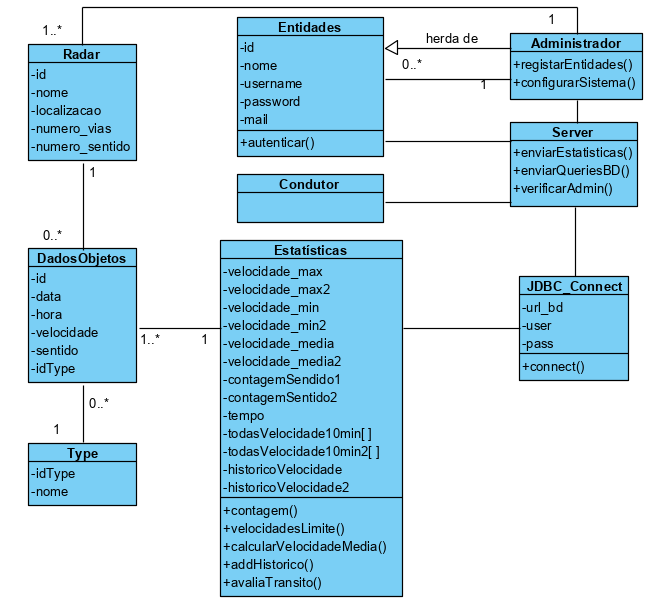 1..*
1
Radar
-id
-nome
-localizacao
-numero_vias
-numero_sentido
1
0..*
Entidades
-id
-nome
-username
-password
-mail
+autenticar()
herda de
0..*
1
Administrador
+registarEntidades()
+configurarSistema()
Server
+enviarEstatisticas()
+enviarQueriesBD()
+verificarAdmin()
Condutor
DadosObjetos
-id
-data
-hora
-velocidade
-sentido
-idType
1..*
1
0..*
1
Type
-idType
-nome
Estatísticas
-velocidade_max
-velocidade_max2
-velocidade_min
-velocidade_min2
-velocidade_media
-velocidade_media2
-contagemSendido1
-contagemSentido2
-tempo
-todasVelocidade10min[ ]
-todasVelocidade10min2[ ]
-historicoVelocidade
-historicoVelocidade2
+contagem()
+velocidadesLimite()
+calcularVelocidadeMedia()
+addHistorico()
+avaliaTransito()
JDBC_Connect
-url_bd
-user
-pass
+connect()